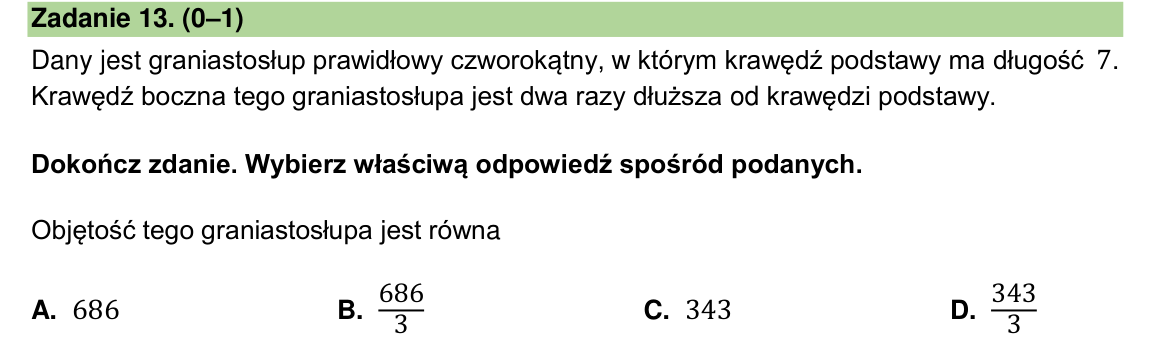 Zadanie 13. (0–1)
Dany jest graniastosłup prawidłowy czworokątny, w którym krawędź podstawy ma długość 7.
Krawędź boczna tego graniastosłupa jest dwa razy dłuższa od krawędzi podstawy.
Dokończ zdanie. Wybierz właściwą odpowiedź spośród podanych.
Objętość tego graniastosłupa jest równa
A. 686 B. 686/3 C. 343 D. 343/3